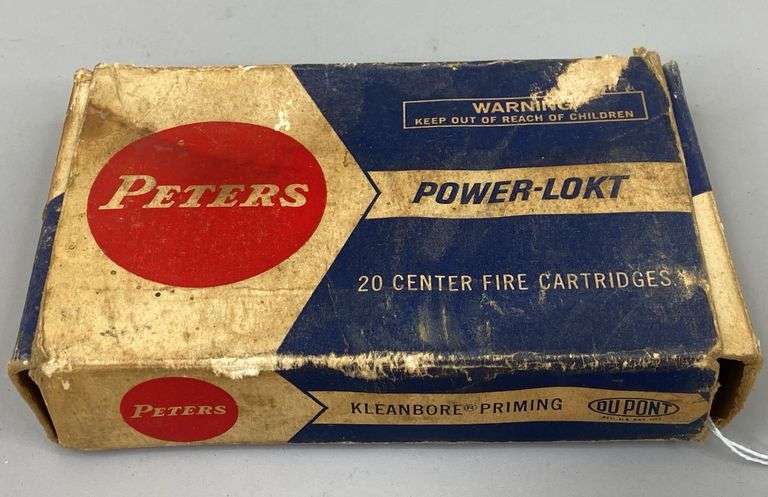 WARNING
KEEP OUT OF REACH OF CHILDREN
PETERS
POWER-LOKT
20 CENTER FIRE CARTRIDGES
PETERS
KLEANBORE® PRIMING
DU PONT